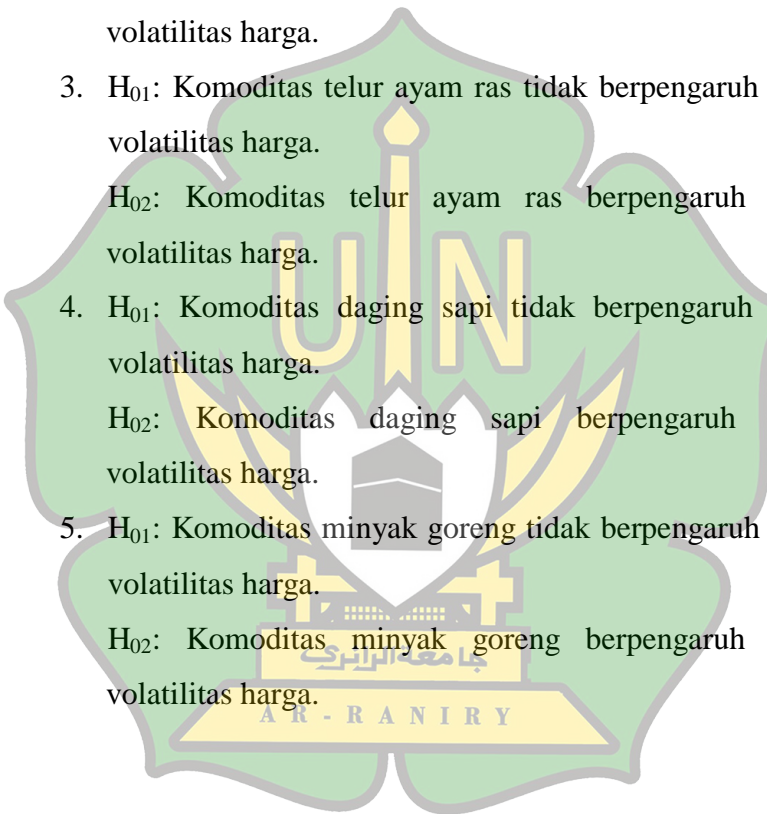 volatilitas harga.
3. H₀₁: Komoditas telur ayam ras tidak berpengaruh
volatilitas harga.
H₀₂: Komoditas telur ayam ras berpengaruh
volatilitas harga.
4. H₀₁: Komoditas daging sapi tidak berpengaruh
volatilitas harga.
H₀₂: Komoditas daging sapi berpengaruh
volatilitas harga.
5. H₀₁: Komoditas minyak goreng tidak berpengaruh
volatilitas harga.
H₀₂: Komoditas minyak goreng berpengaruh
volatilitas harga.
UIN
جامعة الرانري
AR-RANIRY